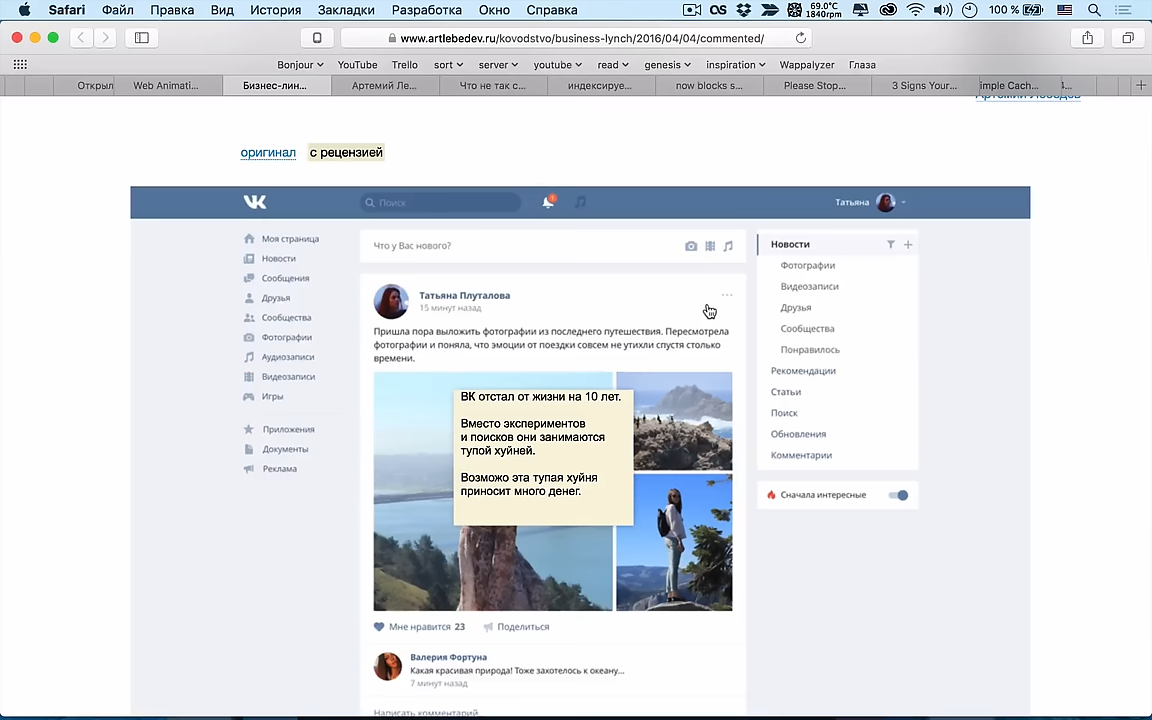 Safari Файл Правка Вид История Закладки Разработка Окно Справка
69.0°C
1840rpm
100 %
www.artlebedev.ru/kovodstvo/business-lynch/2016/04/04/commented/
Bonjour YouTube Trello sort server youtube read genesis inspiration Wappalyzer Глаза
Открыл Web Animati... Бизнес-лин... Артемий Ле... Что не так с... индексируе... now blocks s... Please Stop... 3 Signs Your... imple Cach...
Артемий Лебедев
оригинал с рецензией
Поиск
1
Татьяна
Моя страница
Новости
Сообщения
Друзья
Сообщества
Фотографии
Аудиозаписи
Видеозаписи
Игры
Приложения
Документы
Реклама
Что у Вас нового?
Татьяна Плуталова
15 минут назад
Пришла пора выложить фотографии из последнего путешествия. Пересмотрела
фотографии и поняла, что эмоции от поездки совсем не утихли спустя столько
времени.
ВК отстал от жизни на 10 лет.
Вместо экспериментов
и поисков они занимаются
тупой хуйней.
Возможо эта тупая хуйня
приносит много денег.
Мне нравится 23 Поделиться
Валерия Фортуна
Какая красивая природа! Тоже захотелось к океану...
7 минут назад
Написать комментарий...
Новости
Фотографии
Видеозаписи
Друзья
Сообщества
Понравилось
Рекомендации
Статьи
Поиск
Обновления
Комментарии
Сначала интересные